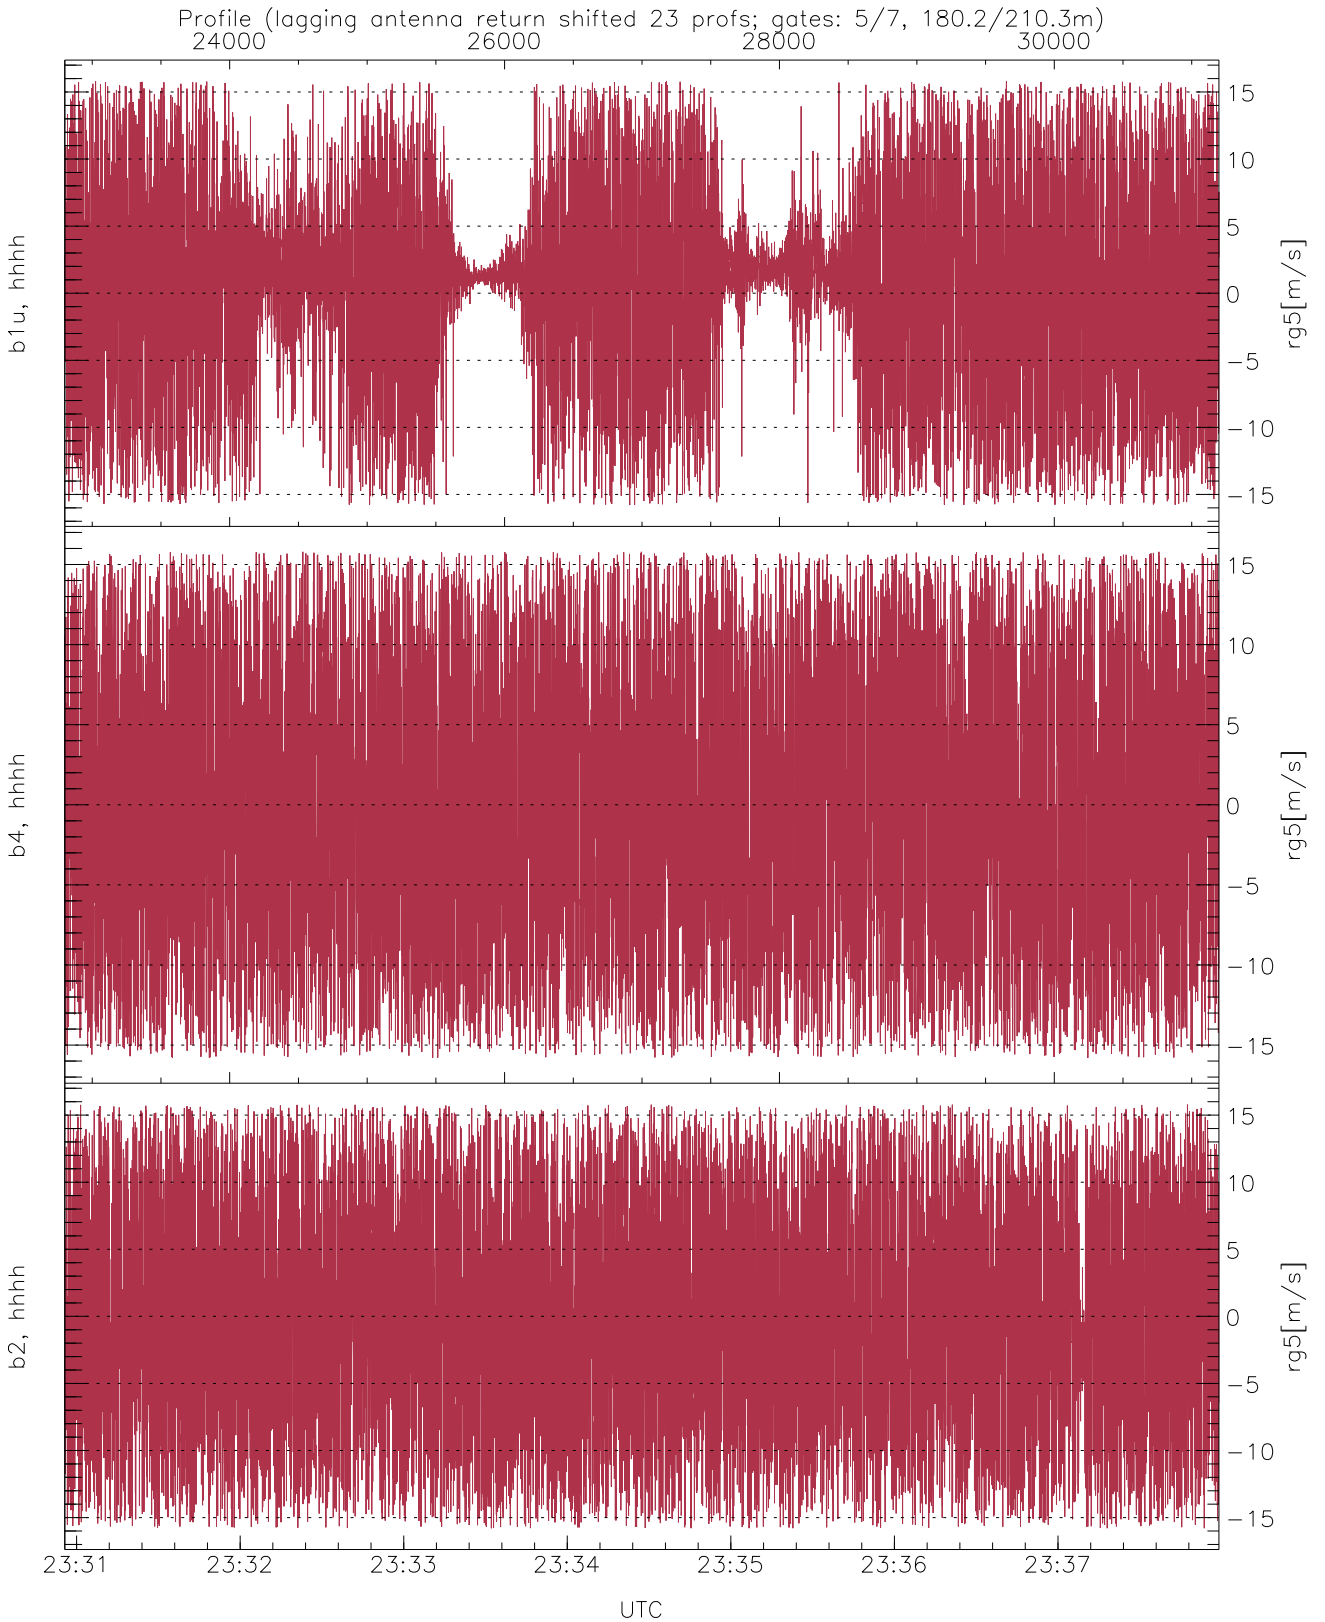 Profile (lagging antenna return shifted 23 profs; gates: 5/7, 180.2/210.3m)
24000 26000 28000 30000
b1u, hhhh
15
10
5
0
−5
−10
−15
rg5[m/s]
b4, hhhh
15
10
5
0
−5
−10
−15
rg5[m/s]
b2, hhhh
15
10
5
0
−5
−10
−15
rg5[m/s]
23:31 23:32 23:33 23:34 23:35 23:36 23:37
UTC